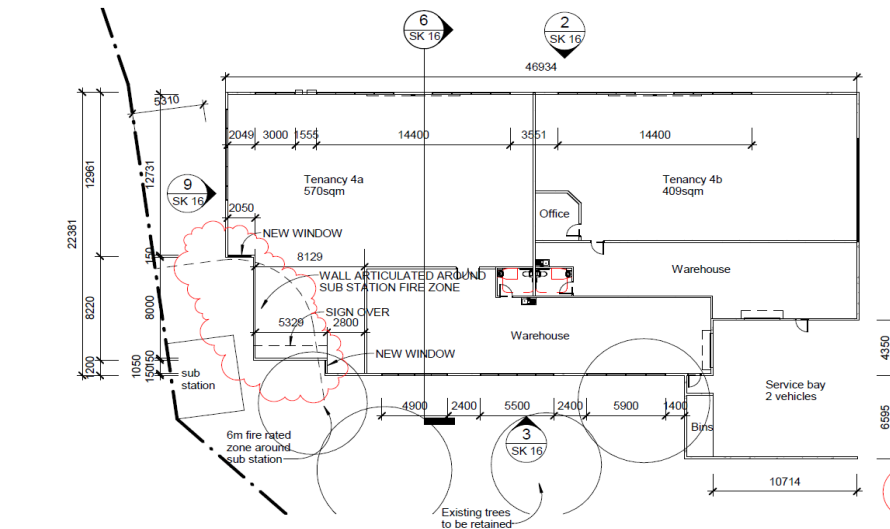 6
SK 16
2
SK 16
46934
5310
2049
3000
1555
14400
3551
14400
12961
12731
22381
Tenancy 4a
570sqm
Tenancy 4b
409sqm
9
SK 16
2050
Office
NEW WINDOW
8129
150
WALL ARTICULATED AROUND
SUB STATION FIRE ZONE
Warehouse
8220
8000
SIGN OVER
5329
2800
Warehouse
4350
NEW WINDOW
1200
1050
150
150
sub
station
Service bay
2 vehicles
4900
2400
5500
2400
5900
1400
6595
Bins
6m fire rated
zone around
sub station
3
SK 16
10714
Existing trees
to be retained